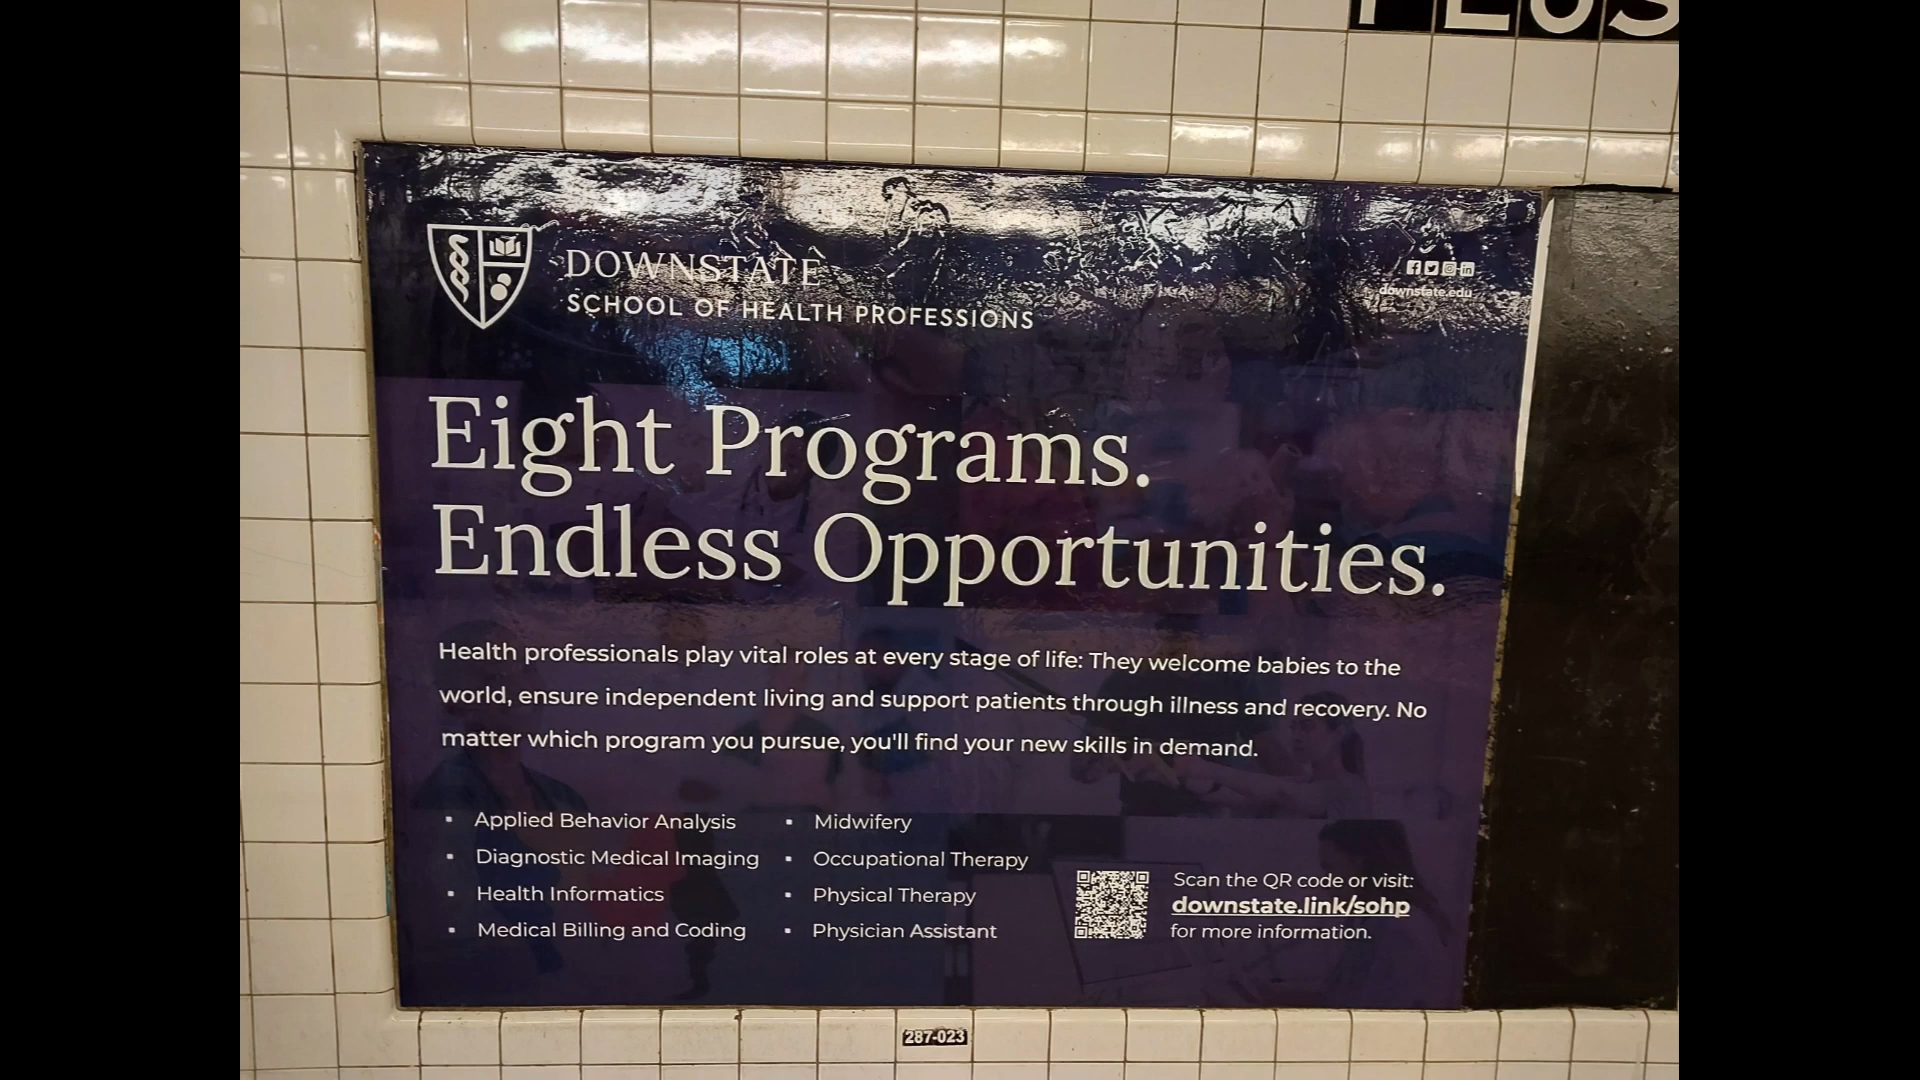 DOWNSTATE
SCHOOL OF HEALTH PROFESSIONS
downstate.edu
Eight Programs.
Endless Opportunities.
Health professionals play vital roles at every stage of life: They welcome babies to the
world, ensure independent living and support patients through illness and recovery. No
matter which program you pursue, you'll find your new skills in demand.
▪ Applied Behavior Analysis
▪ Diagnostic Medical Imaging
▪ Health Informatics
▪ Medical Billing and Coding
▪ Midwifery
▪ Occupational Therapy
▪ Physical Therapy
▪ Physician Assistant
Scan the QR code or visit:
downstate.link/sohp
for more information.
287-023